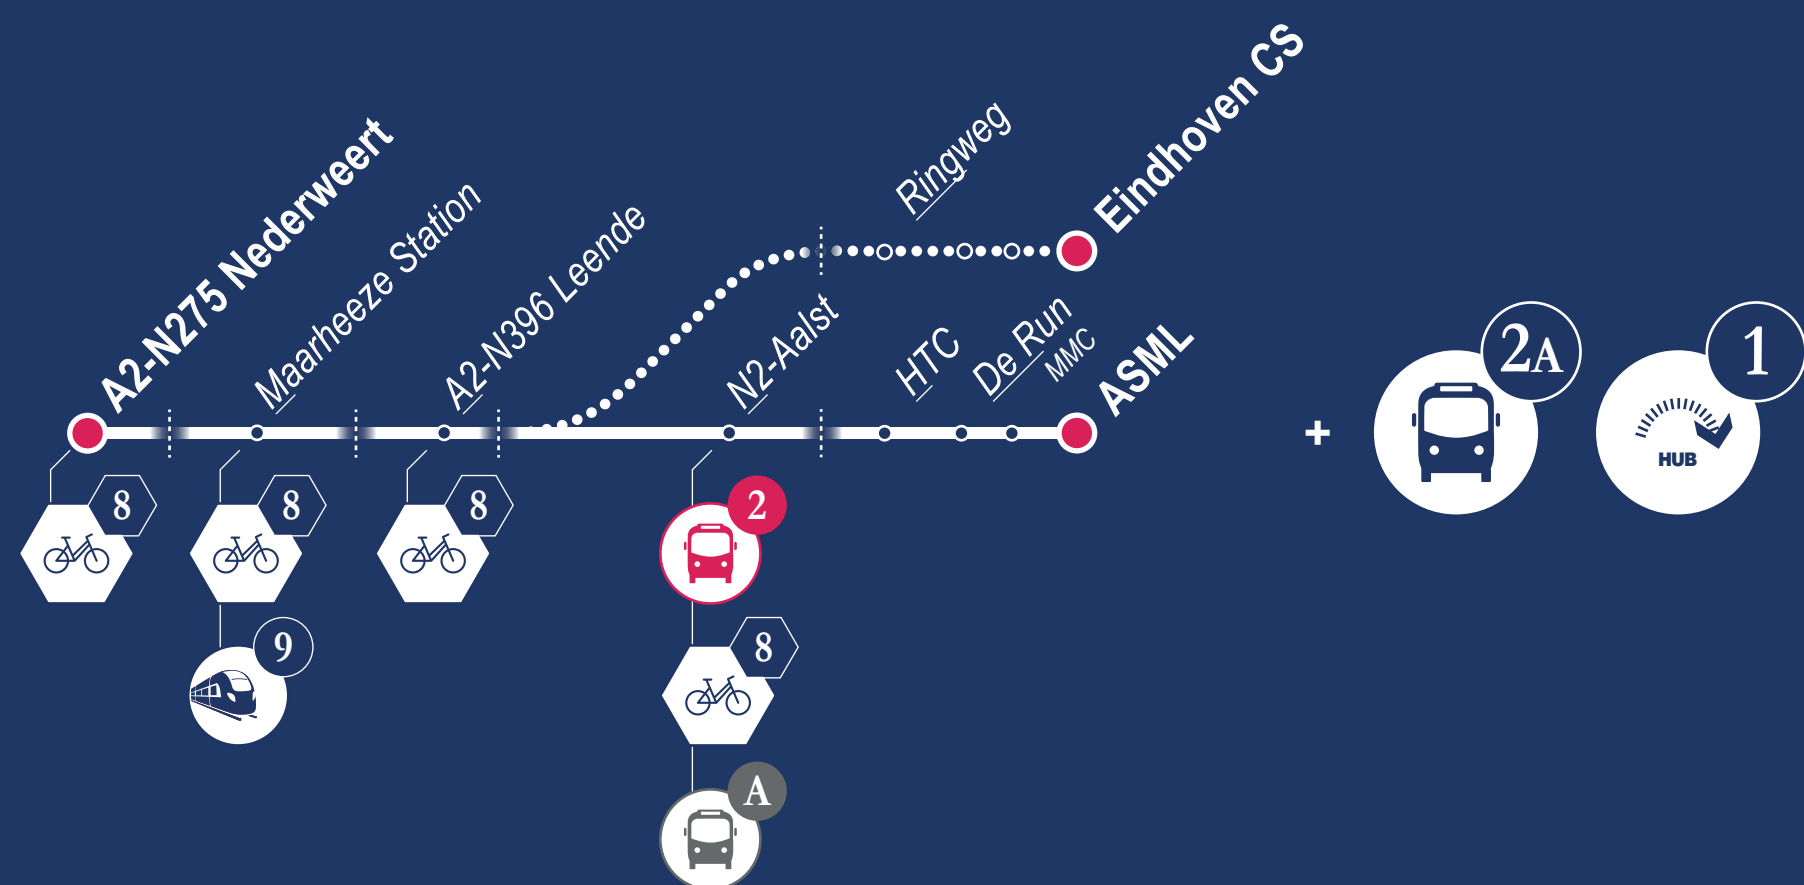 A2-N275 Nederweert
Maarheeze Station
A2-N396 Leende
Ringweg
Eindhoven CS
N2-Aalst
HTC
De Run
MMC
ASML
8
8
8
2
9
8
A
+
2A
1
HUB